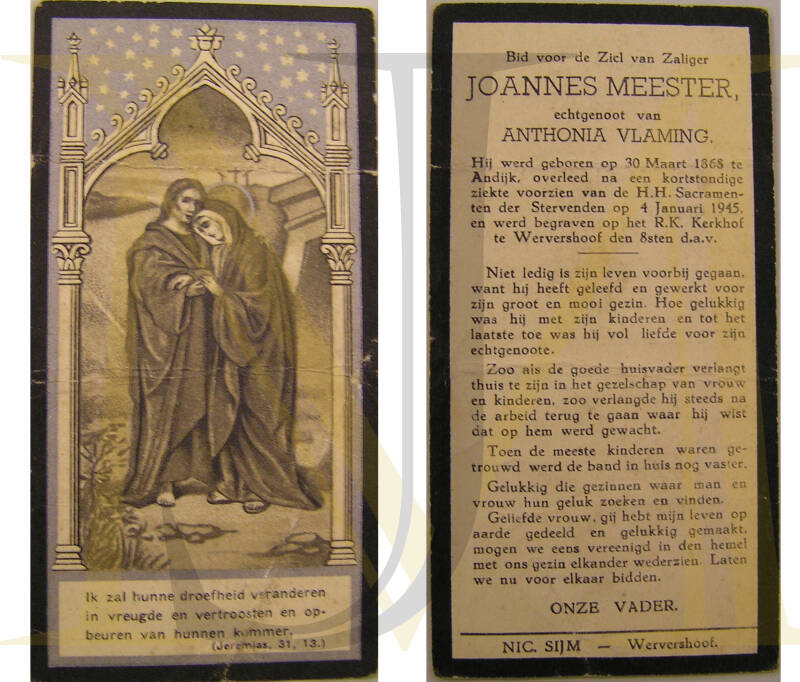 Ik zal hunne droefheid veranderen
in vreugde en vertroosten en op-
beuren van hunnen kommer.
(Jeremias, 31, 13.)
Bid voor de Ziel van Zaliger
JOANNES MEESTER,
echtgenoot van
ANTHONIA VLAMING.
Hij werd geboren op 30 Maart 1868 te
Andijk, overleed na een kortstondige
ziekte voorzien van de H.H. Sacramen-
ten der Stervenden op 4 Januari 1945,
en werd begraven op het R.K. Kerkhof
te Wervershoof den 8sten d.a.v.
Niet ledig is zijn leven voorbij gegaan,
want hij heeft geleefd en gewerkt voor
zijn groot en mooi gezin. Hoe gelukkig
was hij met zijn kinderen en tot het
laatste toe was hij vol liefde voor zijn
echtgenoote.
Zoo als de goede huisvader verlangt
thuis te zijn in het gezelschap van vrouw
en kinderen, zoo verlangde hij steeds na
de arbeid terug te gaan waar hij wist
dat op hem werd gewacht.
Toen de meeste kinderen waren ge-
trouwd werd de band in huis nog vaster.
Gelukkig die gezinnen waar man en
vrouw hun geluk zoeken en vinden.
Geliefde vrouw, gij hebt mijn leven op
aarde gedeeld en gelukkig gemaakt,
mogen we eens vereenigd in den hemel
met ons gezin elkander wederzien. Laten
we nu voor elkaar bidden.
ONZE VADER.
NIC. SIJM — Wervershoof.